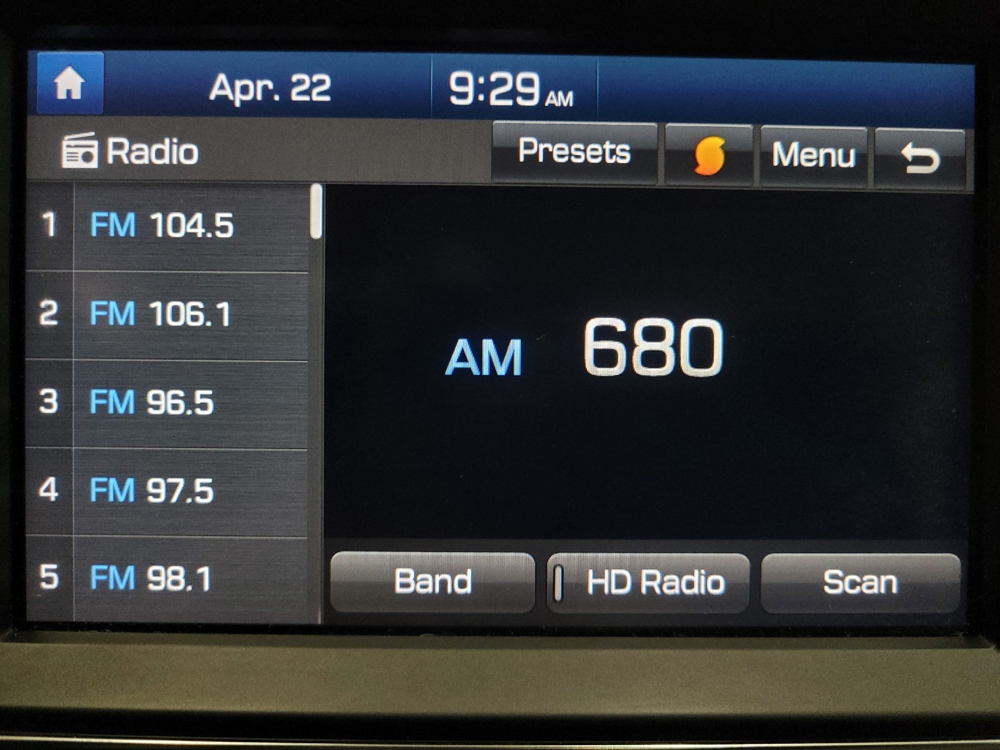 Apr. 22 9:29 AM
Radio Presets Menu
1 FM 104.5
2 FM 106.1
3 FM 96.5
4 FM 97.5
5 FM 98.1
AM 680
Band HD Radio Scan